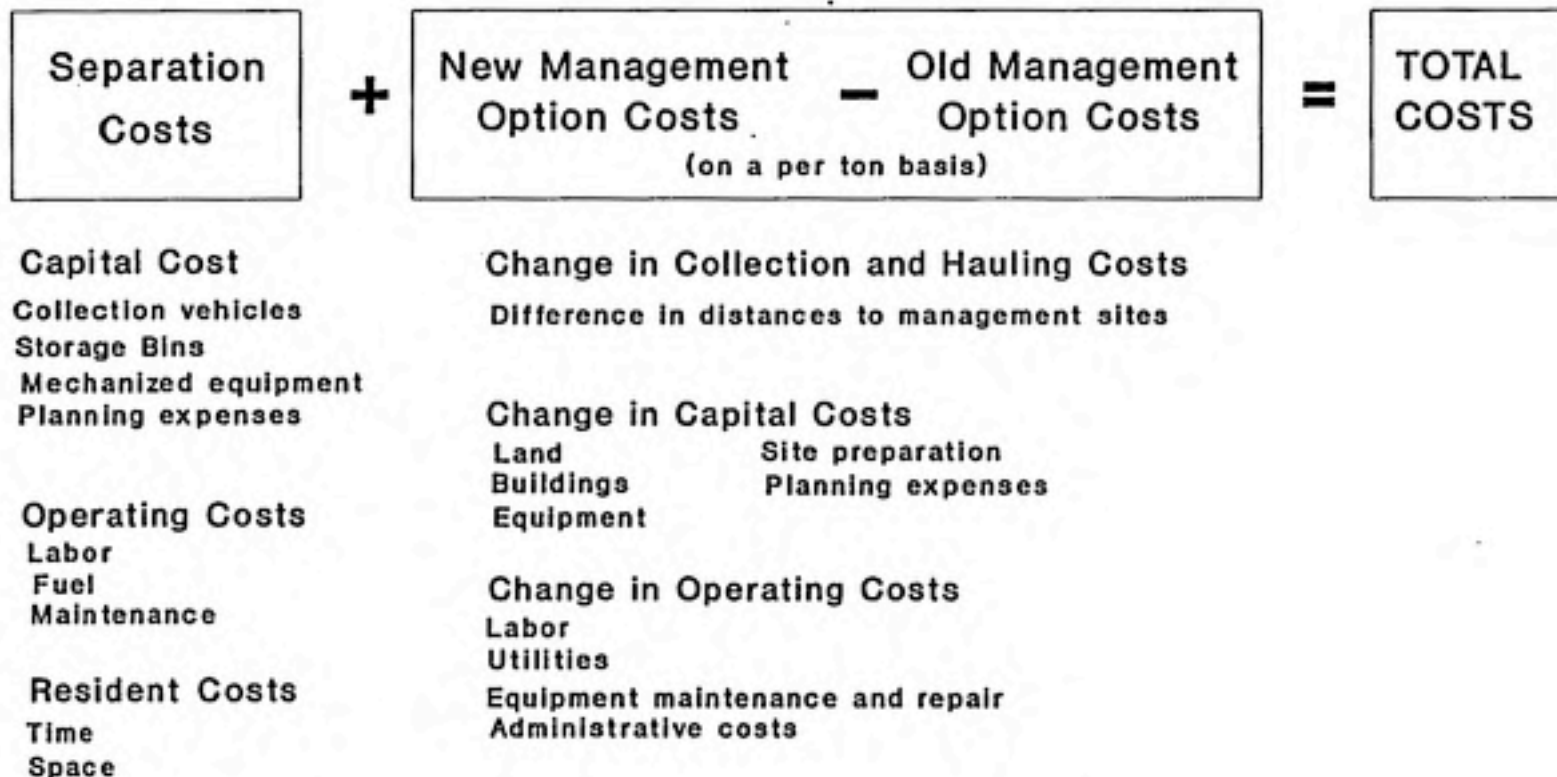 Separation
Costs
+
New Management
Option Costs
–
Old Management
Option Costs
(on a per ton basis)
=
TOTAL
COSTS
Capital Cost
Collection vehicles
Storage Bins
Mechanized equipment
Planning expenses
Operating Costs
Labor
Fuel
Maintenance
Resident Costs
Time
Space
Change in Collection and Hauling Costs
Difference in distances to management sites
Change in Capital Costs
Land
Buildings
Equipment
Site preparation
Planning expenses
Change in Operating Costs
Labor
Utilities
Equipment maintenance and repair
Administrative costs